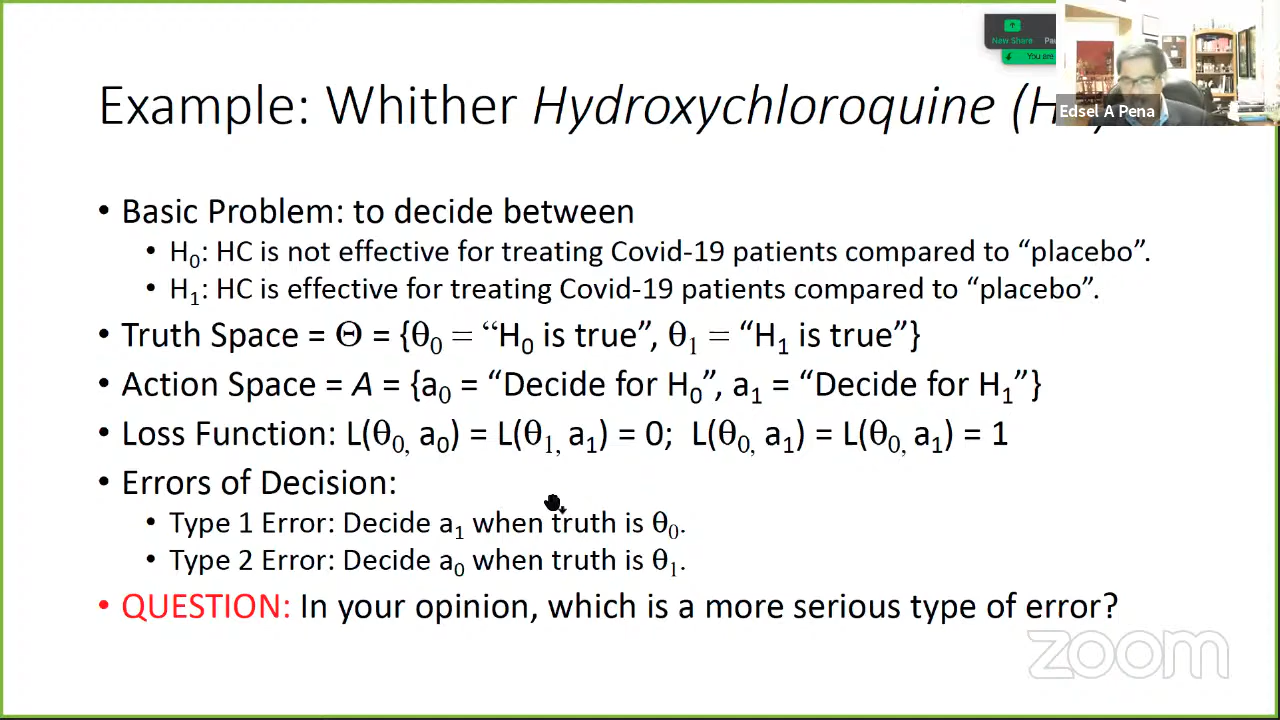 New Share
You are
Edsel A Pena
Example: Whither Hydroxychloroquine (H
• Basic Problem: to decide between
• H₀: HC is not effective for treating Covid-19 patients compared to “placebo”.
• H₁: HC is effective for treating Covid-19 patients compared to “placebo”.
• Truth Space = Θ = {θ₀ = “H₀ is true”, θ₁ = “H₁ is true”}
• Action Space = A = {a₀ = “Decide for H₀”, a₁ = “Decide for H₁”}
• Loss Function: L(θ₀, a₀) = L(θ₁, a₁) = 0; L(θ₀, a₁) = L(θ₀, a₁) = 1
• Errors of Decision:
• Type 1 Error: Decide a₁ when truth is θ₀.
• Type 2 Error: Decide a₀ when truth is θ₁.
• QUESTION: In your opinion, which is a more serious type of error?
zoom